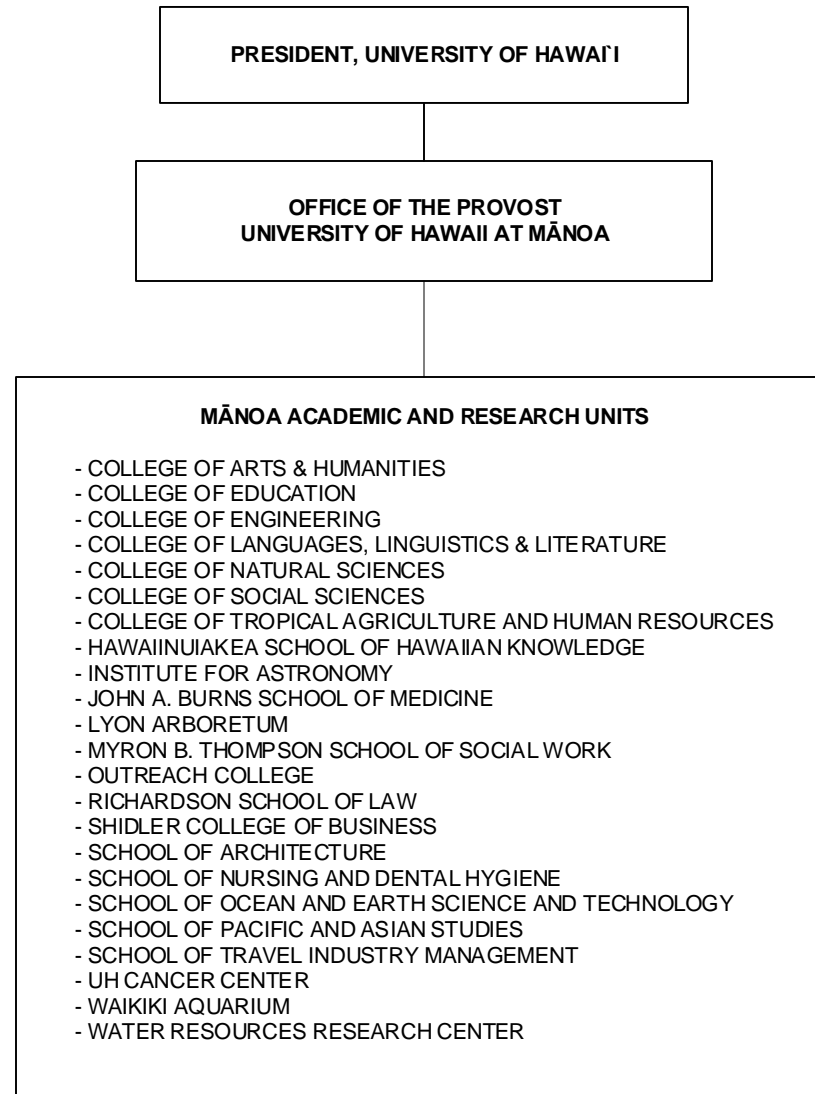 PRESIDENT, UNIVERSITY OF HAWAI`I
OFFICE OF THE PROVOST
UNIVERSITY OF HAWAII AT MĀNOA
MĀNOA ACADEMIC AND RESEARCH UNITS
- COLLEGE OF ARTS & HUMANITIES
- COLLEGE OF EDUCATION
- COLLEGE OF ENGINEERING
- COLLEGE OF LANGUAGES, LINGUISTICS & LITERATURE
- COLLEGE OF NATURAL SCIENCES
- COLLEGE OF SOCIAL SCIENCES
- COLLEGE OF TROPICAL AGRICULTURE AND HUMAN RESOURCES
- HAWAIINUIAKEA SCHOOL OF HAWAIIAN KNOWLEDGE
- INSTITUTE FOR ASTRONOMY
- JOHN A. BURNS SCHOOL OF MEDICINE
- LYON ARBORETUM
- MYRON B. THOMPSON SCHOOL OF SOCIAL WORK
- OUTREACH COLLEGE
- RICHARDSON SCHOOL OF LAW
- SHIDLER COLLEGE OF BUSINESS
- SCHOOL OF ARCHITECTURE
- SCHOOL OF NURSING AND DENTAL HYGIENE
- SCHOOL OF OCEAN AND EARTH SCIENCE AND TECHNOLOGY
- SCHOOL OF PACIFIC AND ASIAN STUDIES
- SCHOOL OF TRAVEL INDUSTRY MANAGEMENT
- UH CANCER CENTER
- WAIKIKI AQUARIUM
- WATER RESOURCES RESEARCH CENTER